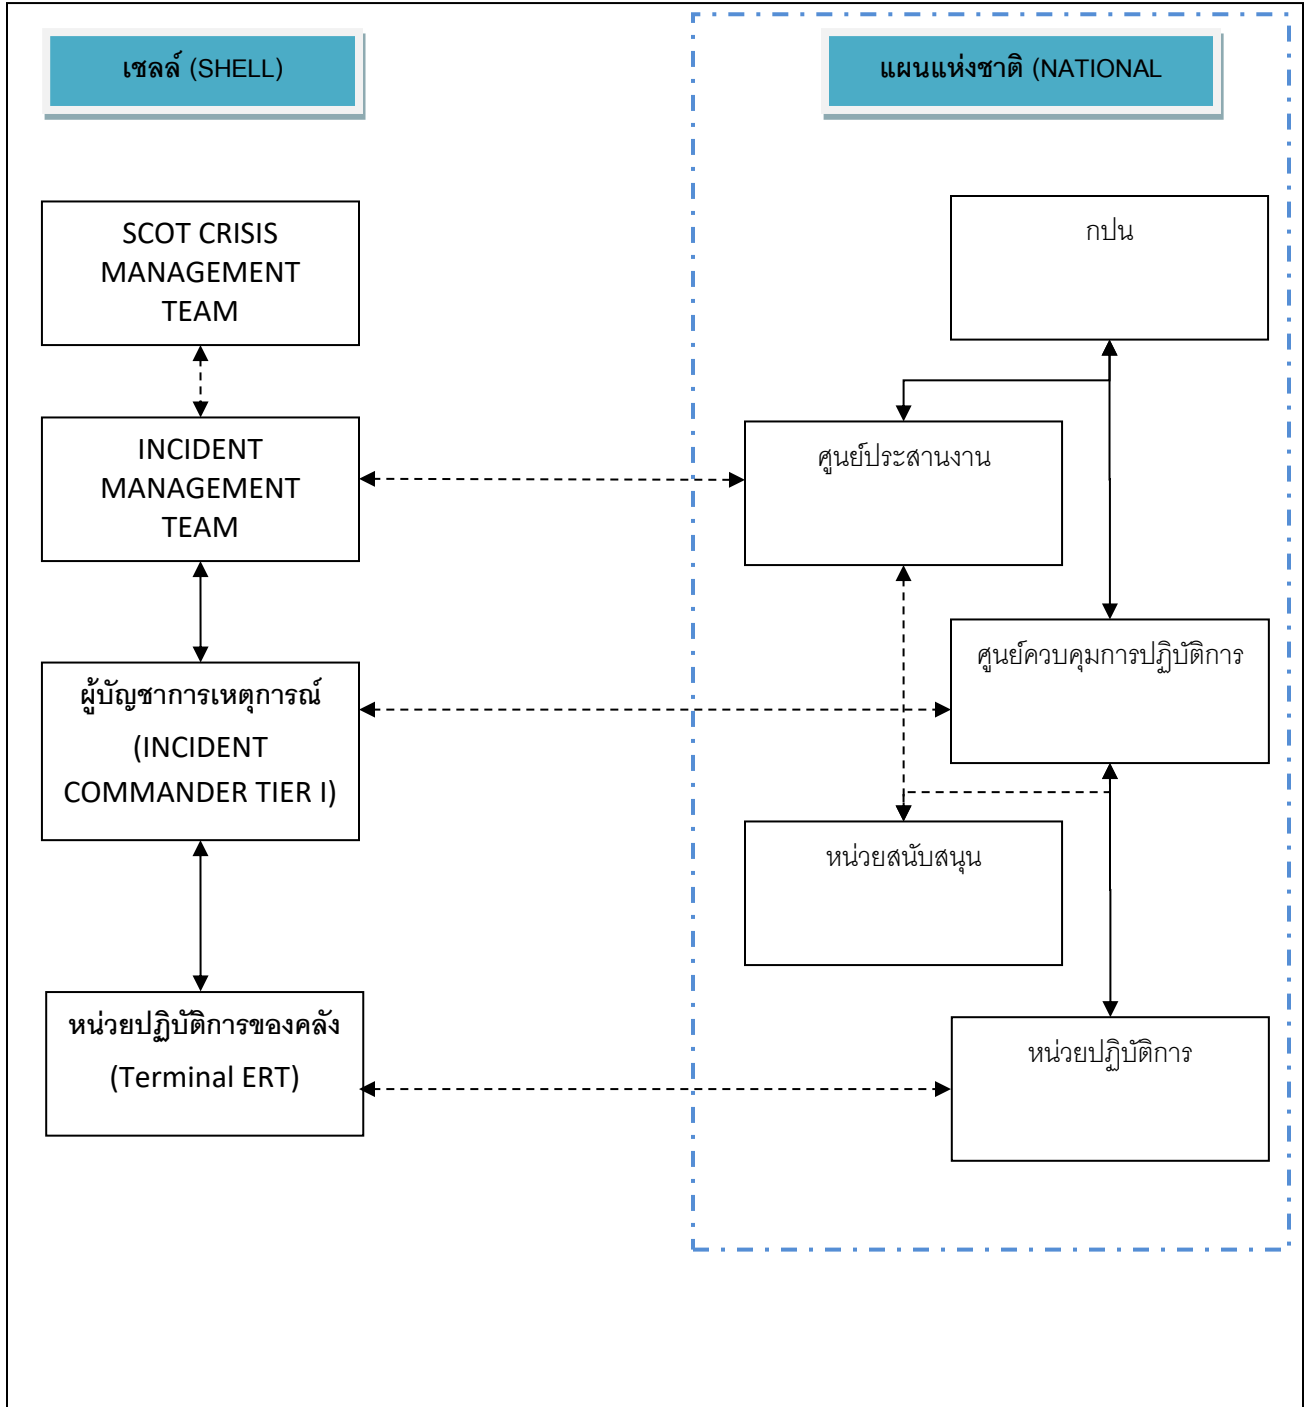 เชลล์ (SHELL)
แผนแห่งชาติ (NATIONAL
SCOT CRISIS
MANAGEMENT
TEAM
กปน
INCIDENT
MANAGEMENT
TEAM
ศูนย์ประสานงาน
ผู้บัญชาการเหตุการณ์
(INCIDENT
COMMANDER TIER I)
ศูนย์ควบคุมการปฏิบัติการ
หน่วยสนับสนุน
หน่วยปฏิบัติการของคลัง
(Terminal ERT)
หน่วยปฏิบัติการ